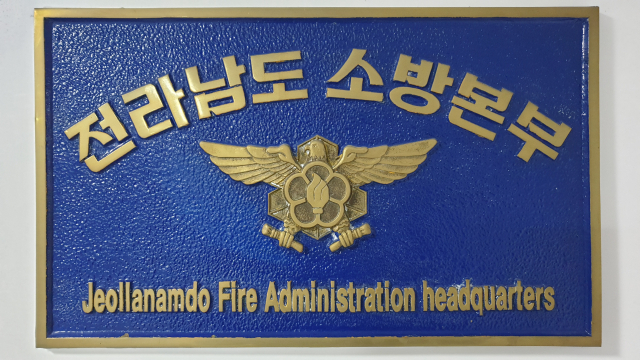 전라남도 소방본부
Jeollanamdo Fire Administration headquarters